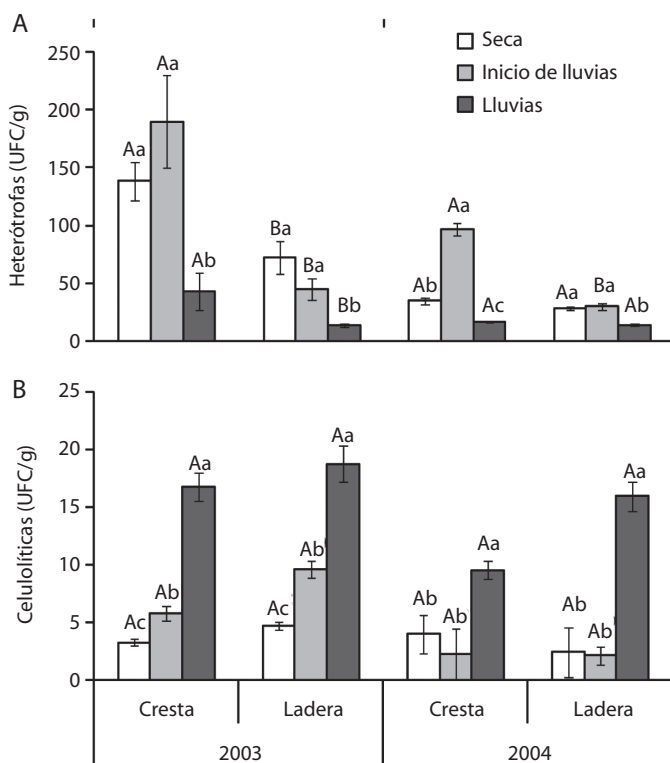 A
Heterótrofas (UFC/g)
250
200
150
100
50
0
Seca
Inicio de lluvias
Lluvias
Aa
Aa
Ab
Ba
Ba
Bb
Ab
Aa
Ac
Aa
Ba
Ab
B
Celulolíticas (UFC/g)
25
20
15
10
5
0
Ac
Ab
Aa
Ac
Ab
Aa
Ab
Ab
Aa
Ab
Ab
Aa
Cresta
Ladera
Cresta
Ladera
2003
2004